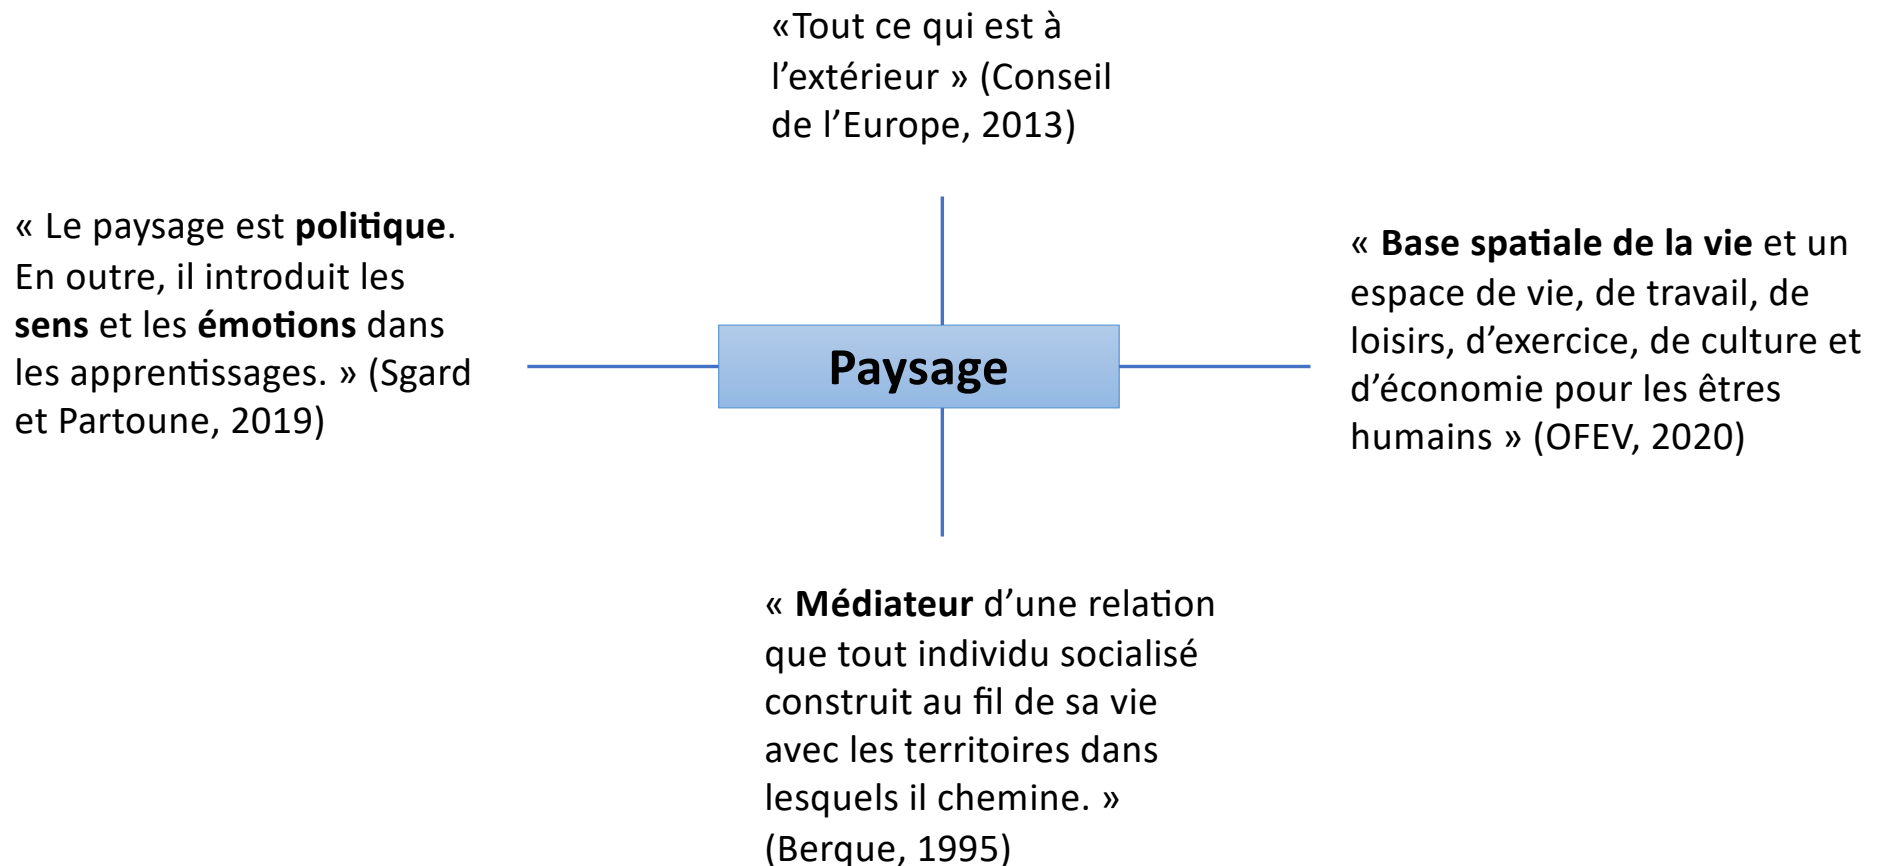 «Tout ce qui est à
l’extérieur » (Conseil
de l’Europe, 2013)
« Le paysage est politique.
En outre, il introduit les
sens et les émotions dans
les apprentissages. » (Sgard
et Partoune, 2019)
Paysage
« Base spatiale de la vie et un
espace de vie, de travail, de
loisirs, d’exercice, de culture et
d’économie pour les êtres
humains » (OFEV, 2020)
« Médiateur d’une relation
que tout individu socialisé
construit au fil de sa vie
avec les territoires dans
lesquels il chemine. »
(Berque, 1995)